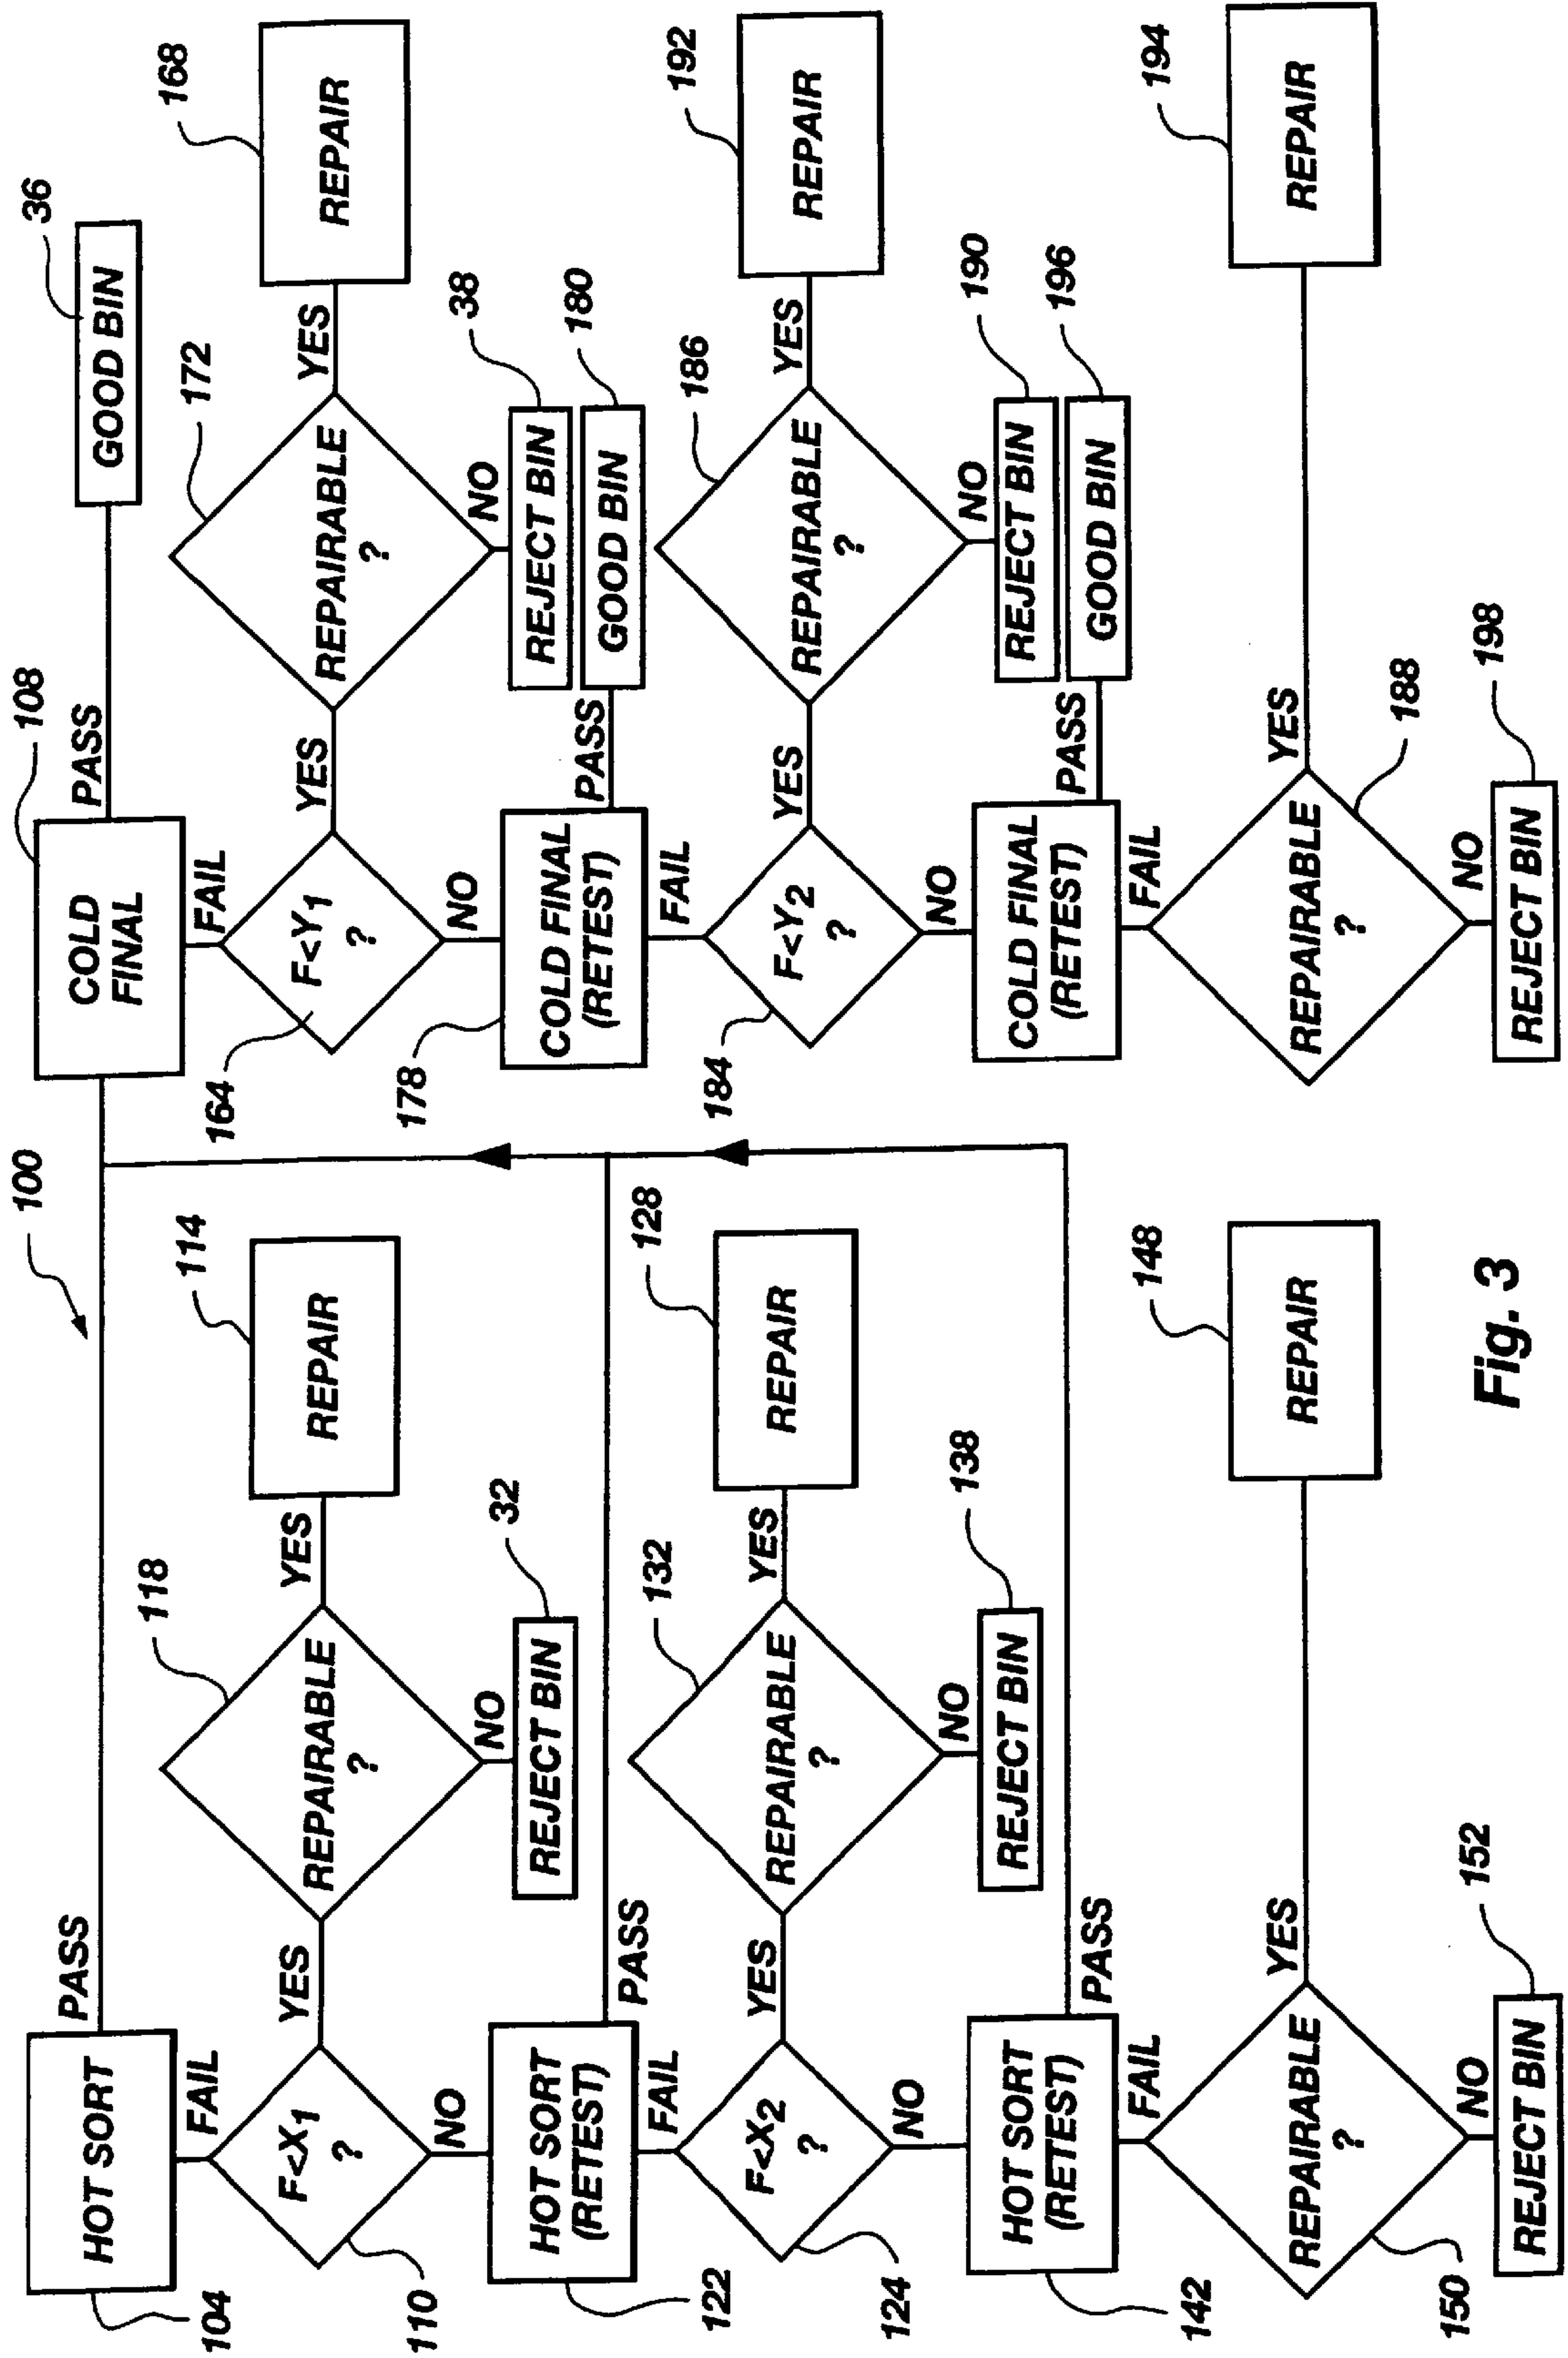 100
HOT SORT
104
PASS
FAIL
F<X1
?
110
YES
NO
118
REPAIRABLE
?
YES
NO
114
REPAIR
32
REJECT BIN
HOT SORT
(RETEST)
122
PASS
FAIL
F<X2
?
124
YES
NO
132
REPAIRABLE
?
YES
NO
128
REPAIR
138
REJECT BIN
HOT SORT
(RETEST)
142
PASS
FAIL
REPAIRABLE
?
150
YES
NO
148
REPAIR
152
REJECT BIN
108
COLD
FINAL
PASS
36
GOOD BIN
FAIL
F<Y1
?
164
YES
NO
172
REPAIRABLE
?
YES
NO
168
REPAIR
38
REJECT BIN
180
GOOD BIN
COLD FINAL
(RETEST)
178
PASS
FAIL
F<Y2
?
184
YES
NO
186
REPAIRABLE
?
YES
NO
192
REPAIR
190
REJECT BIN
196
GOOD BIN
COLD FINAL
(RETEST)
PASS
FAIL
REPAIRABLE
?
188
YES
NO
194
REPAIR
198
REJECT BIN
Fig. 3